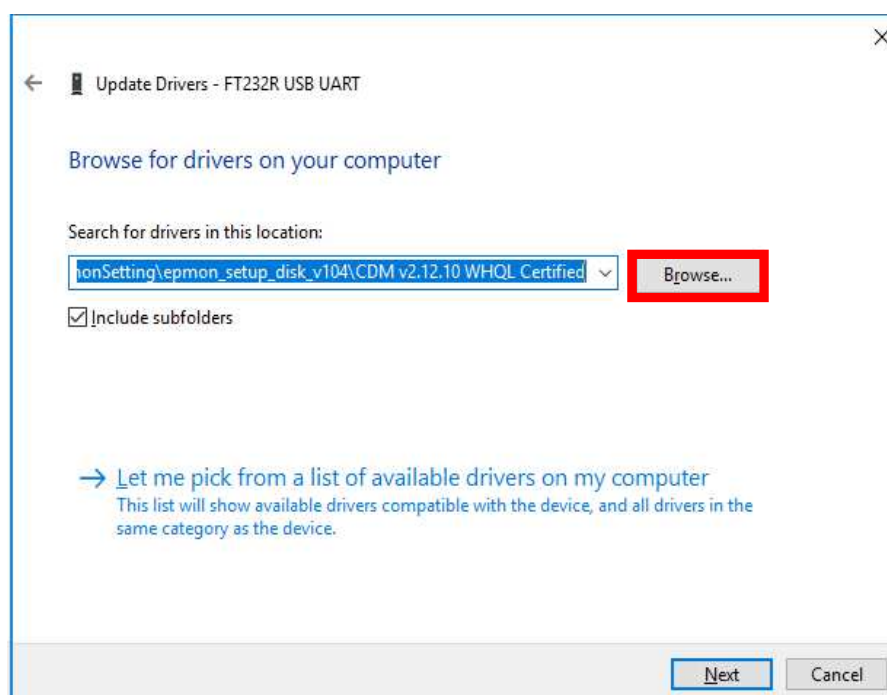 Update Drivers - FT232R USB UART
Browse for drivers on your computer
Search for drivers in this location:
onSetting\epmon_setup_disk_v104\CDM v2.12.10 WHQL Certified
Browse...
Include subfolders
Let me pick from a list of available drivers on my computer
This list will show available drivers compatible with the device, and all drivers in the
same category as the device.
Next
Cancel